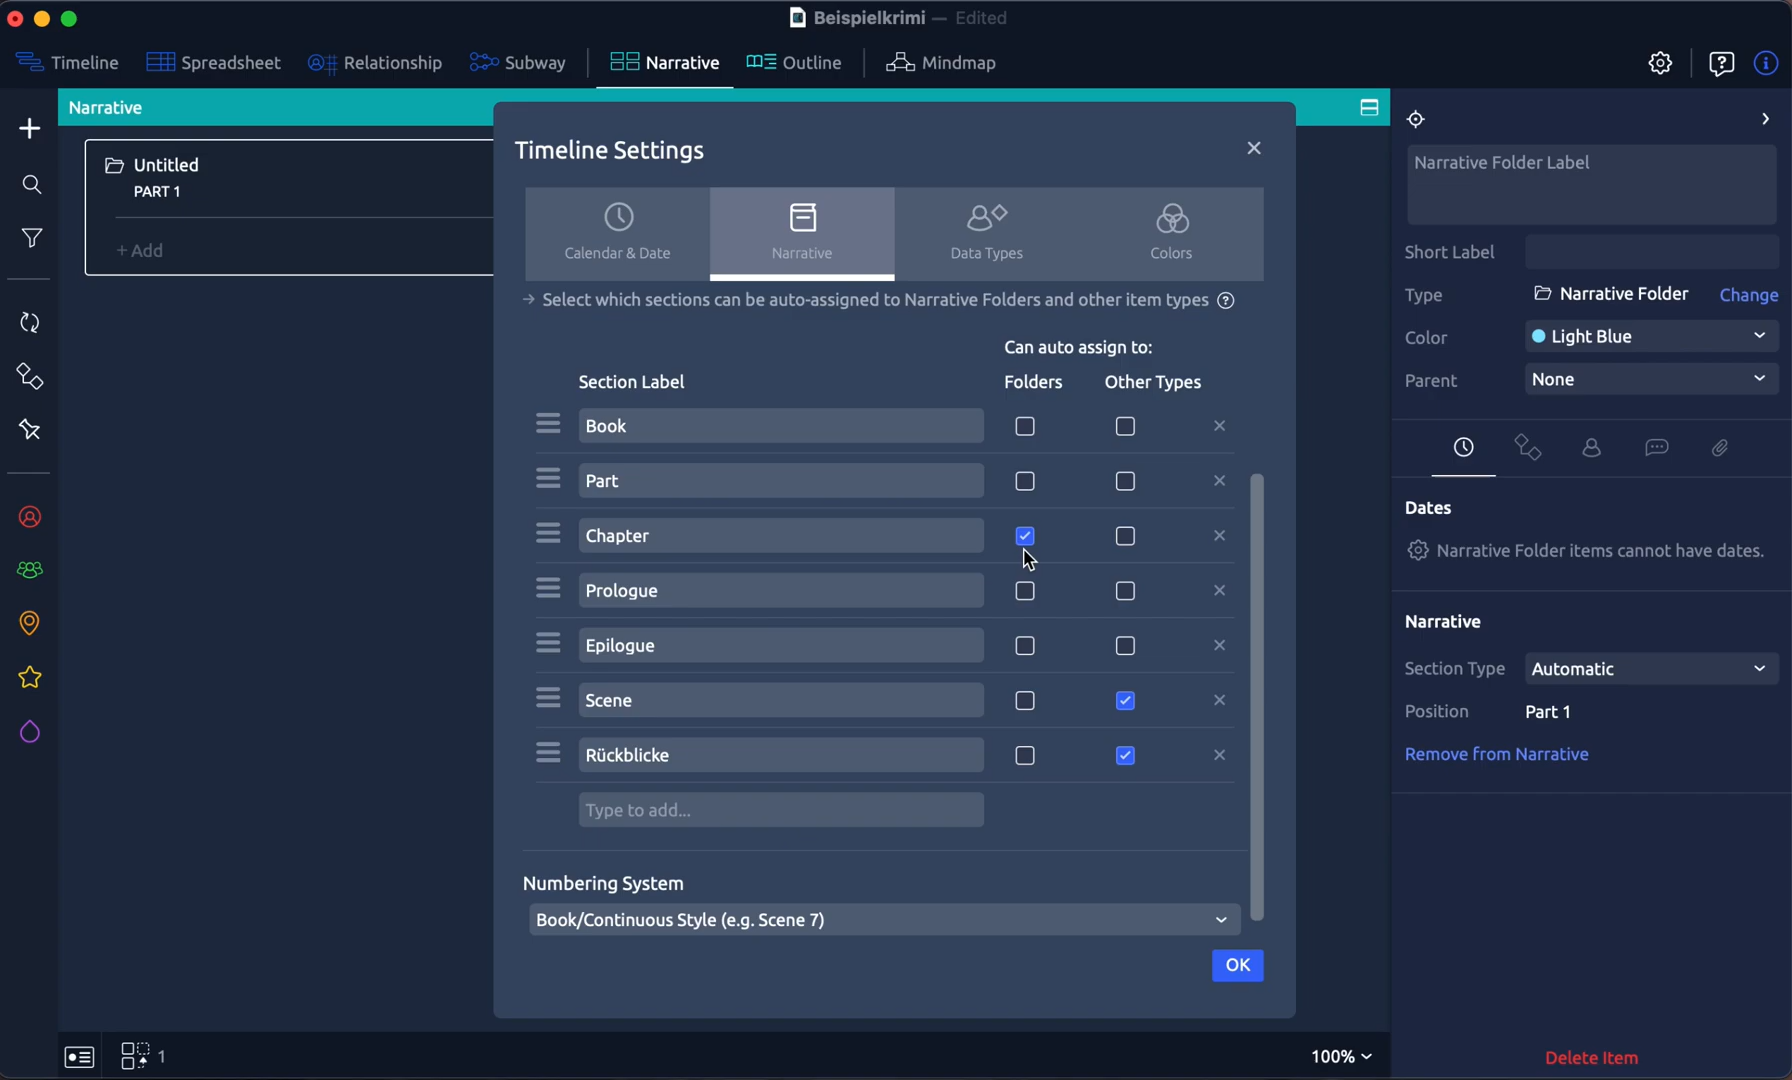 Beispielkrimi — Edited
Timeline
Spreadsheet
Relationship
Subway
Narrative
Outline
Mindmap
Narrative
Untitled
PART 1
+ Add
Timeline Settings
Calendar & Date
Narrative
Data Types
Colors
→ Select which sections can be auto-assigned to Narrative Folders and other item types ?
Can auto assign to:
Section Label
Folders
Other Types
Book
Part
Chapter
Prologue
Epilogue
Scene
Rückblicke
Type to add...
Numbering System
Book/Continuous Style (e.g. Scene 7)
OK
Narrative Folder Label
Short Label
Type Narrative Folder Change
Color Light Blue
Parent None
Dates
Narrative Folder items cannot have dates.
Narrative
Section Type Automatic
Position Part 1
Remove from Narrative
Delete Item
1
100%